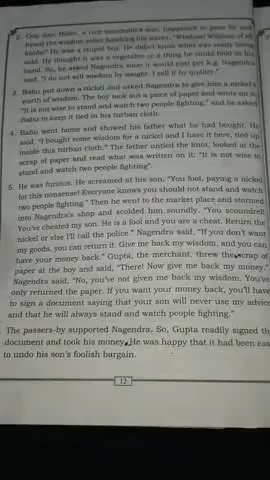 2. One day, Babu, a rich merchant's son, happened to pass by and
heard the wisdom seller hawking his wares. "Wisdom! Wisdom of all
kinds!" He was a stupid boy. He didn't know what was really being
sold. He thought it was a vegetable or a thing he could hold in his
hand. So, he asked Nagendra what it would cost per kg. Nagendra
said, "I do not sell wisdom by weight. I sell it by quality."
3. Babu put down a nickel and asked Nagendra to give him a nickel's
worth of wisdom. The boy took out a piece of paper and wrote on it
"It is not wise to stand and watch two people fighting," and he asked
Babu to keep it tied in his turban cloth.
4. Babu went home and showed his father what he had bought. He
said, "I bought some wisdom for a nickel and I have it here, tied up
inside this turban cloth." The father untied the knot, looked at the
scrap of paper and read what was written on it: "It is not wise to
stand and watch two people fighting"
5. He was furious. He screamed at his son, "You fool, paying a nickel
for this nonsense! Everyone knows you should not stand and watch
two people fighting." Then he went to the market place and stormed
into Nagendra's shop and scolded him soundly. "You scoundrel!
You've cheated my son. He is a fool and you are a cheat. Return the
nickel or else I'll call the police." Nagendra said, "If you don't want
my goods, you can return it. Give me back my wisdom, and you can
have your money back." Gupta, the merchant, threw the scrap of
paper at the boy and said, "There! Now give me back my money."
Nagendra said, "No, you've not given me back my wisdom. You've
only returned the paper. If you want your money back, you'll have
to sign a document saying that your son will never use my advice
and that he will always stand and watch people fighting."
The passers-by supported Nagendra. So, Gupta readily signed th
document and took his money. He was happy that it had been eas
to undo his son's foolish bargain.
12